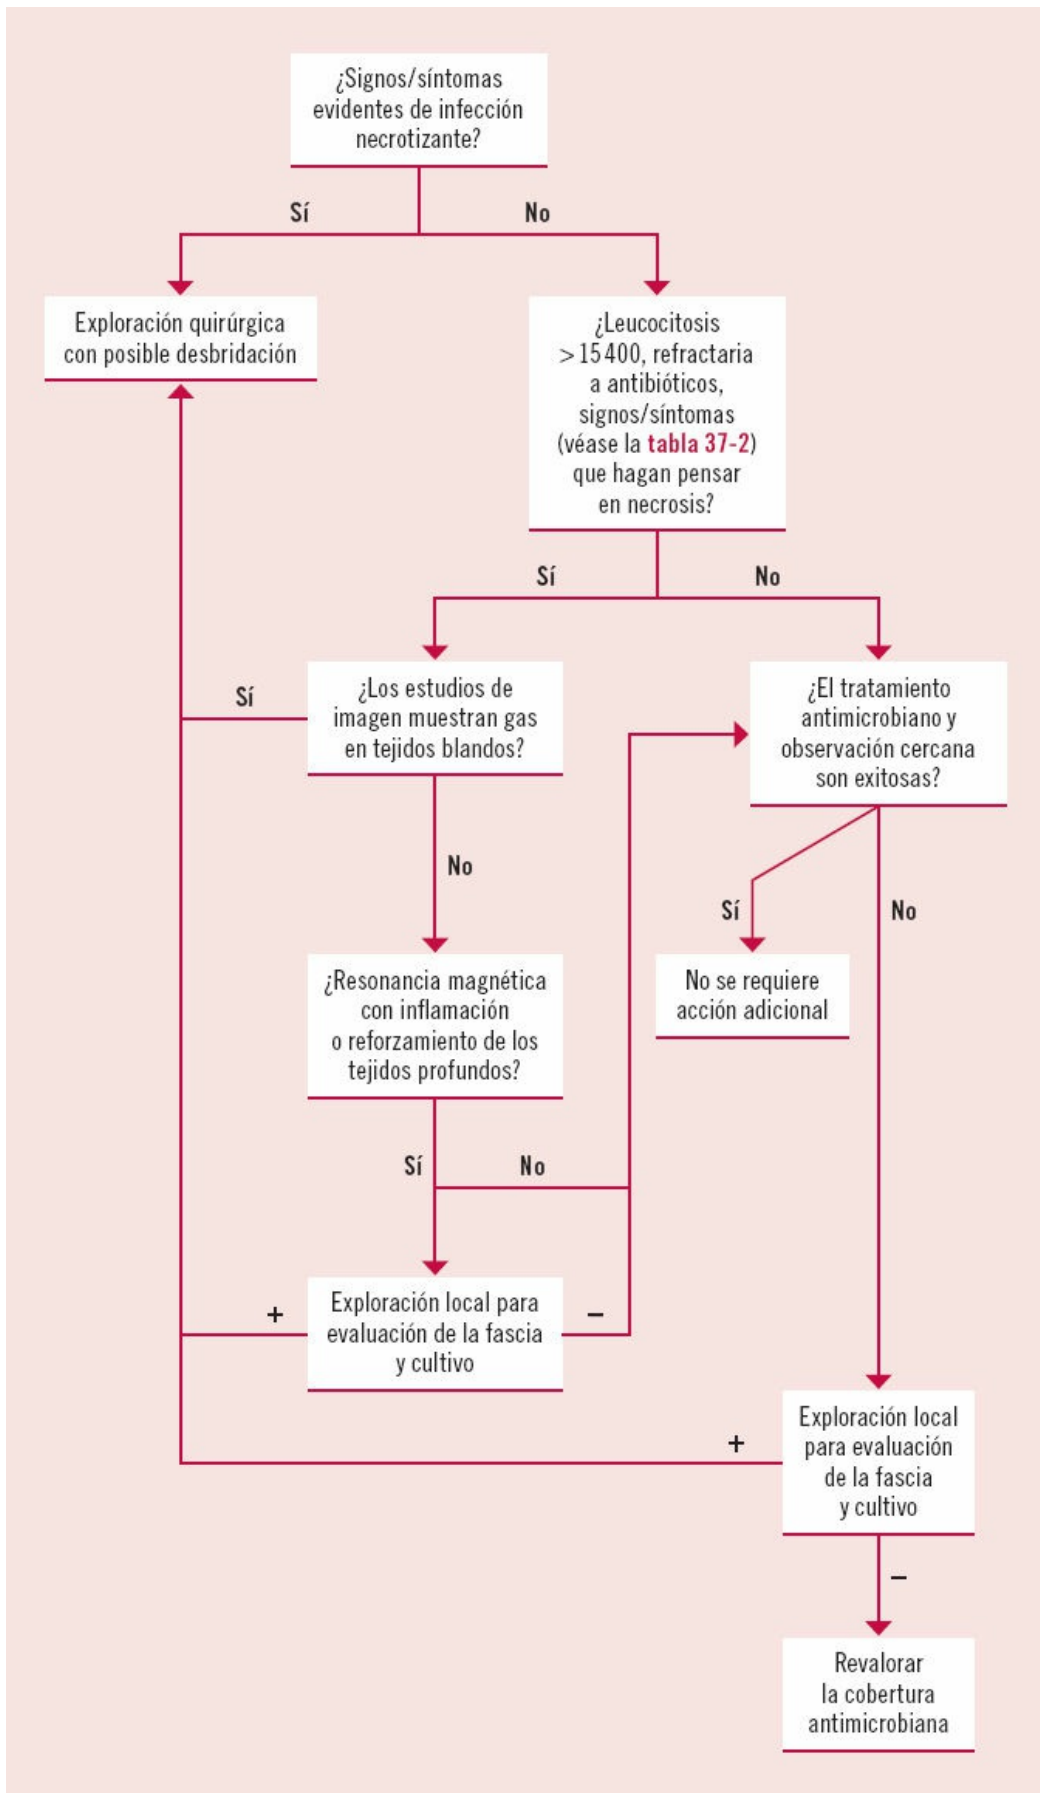 ¿Signos/síntomas
evidentes de infección
necrotizante?
Sí
No
Exploración quirúrgica
con posible desbridación
¿Leucocitosis
>15400, refractaria
a antibióticos,
signos/síntomas
(véase la tabla 37-2)
que hagan pensar
en necrosis?
Sí
No
Sí
¿Los estudios de
imagen muestran gas
en tejidos blandos?
¿El tratamiento
antimicrobiano y
observación cercana
son exitosas?
No
Sí
No
¿Resonancia magnética
con inflamación
o reforzamiento de los
tejidos profundos?
No se requiere
acción adicional
Sí
No
+
Exploración local para
evaluación de la fascia
y cultivo
–
+
Exploración local
para evaluación
de la fascia
y cultivo
–
Revalorar
la cobertura
antimicrobiana